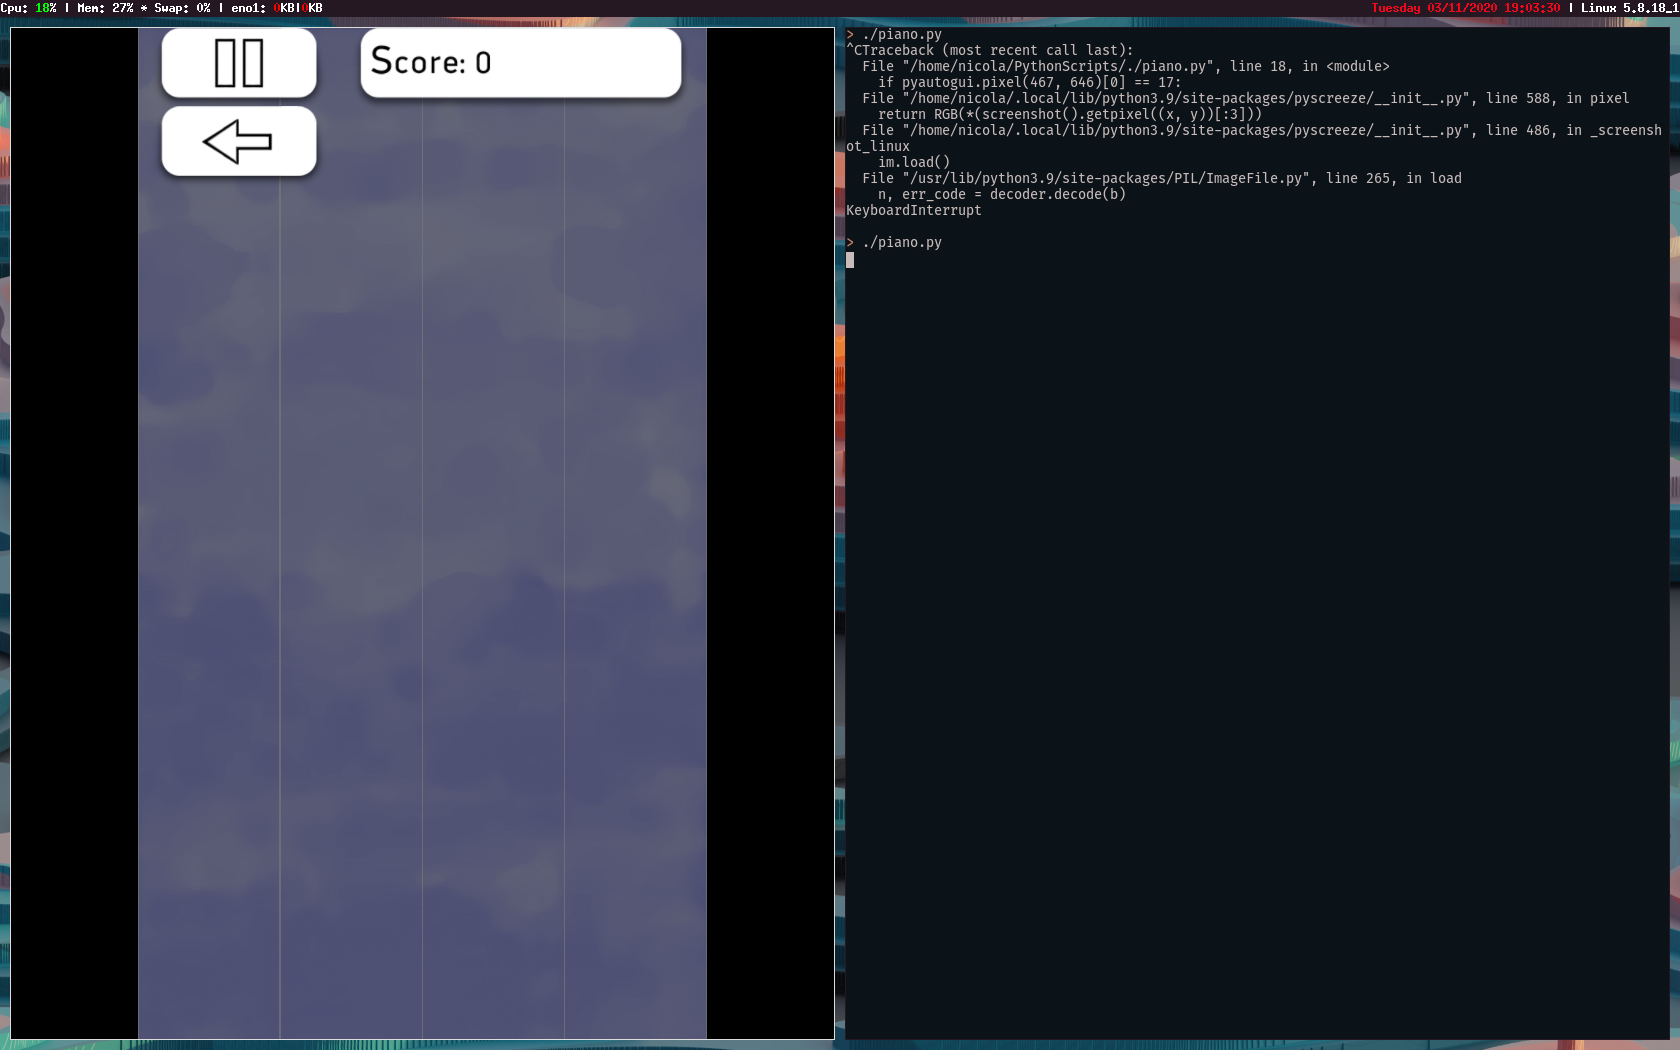 Cpu: 18% | Mem: 27% * Swap: 0% | eno1: 0KB|0KB
Tuesday 03/11/2020 19:03:30 | Linux 5.8.18_1
Score: 0
> ./piano.py
^CTraceback (most recent call last):
  File "/home/nicola/PythonScripts/./piano.py", line 18, in <module>
    if pyautogui.pixel(467, 646)[0] == 17:
  File "/home/nicola/.local/lib/python3.9/site-packages/pyscreeze/__init__.py", line 588, in pixel
    return RGB(*(screenshot().getpixel((x, y))[:3]))
  File "/home/nicola/.local/lib/python3.9/site-packages/pyscreeze/__init__.py", line 486, in _screensh
ot_linux
    im.load()
  File "/usr/lib/python3.9/site-packages/PIL/ImageFile.py", line 265, in load
    n, err_code = decoder.decode(b)
KeyboardInterrupt
> ./piano.py